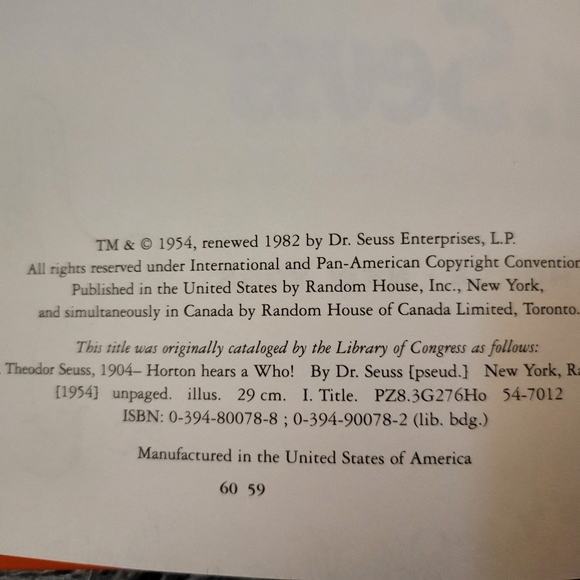 TM & © 1954, renewed 1982 by Dr. Seuss Enterprises, L.P.
All rights reserved under International and Pan-American Copyright Convention
Published in the United States by Random House, Inc., New York,
and simultaneously in Canada by Random House of Canada Limited, Toronto.
This title was originally cataloged by the Library of Congress as follows:
. Theodor Seuss, 1904– Horton hears a Who! By Dr. Seuss [pseud.] New York, Ra
[1954] unpaged. illus. 29 cm. I. Title. PZ8.3G276Ho 54-7012
ISBN: 0-394-80078-8 ; 0-394-90078-2 (lib. bdg.)
Manufactured in the United States of America
60 59